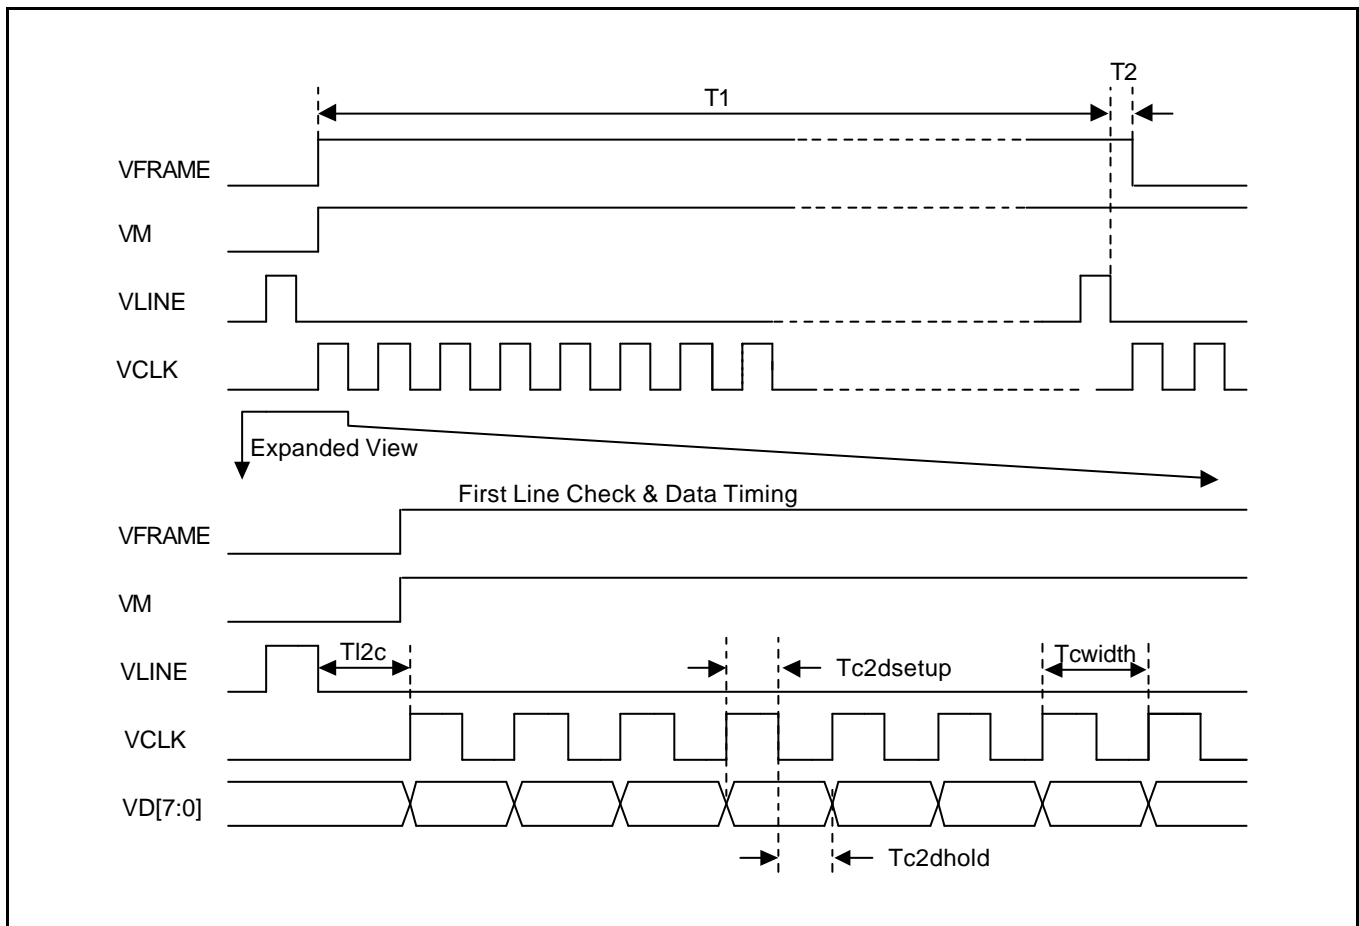 T2
T1
VFRAME
VM
VLINE
VCLK
Expanded View
First Line Check & Data Timing
VFRAME
VM
Tl2c
Tcwidth
VLINE
Tc2dsetup
VCLK
VD[7:0]
Tc2dhold